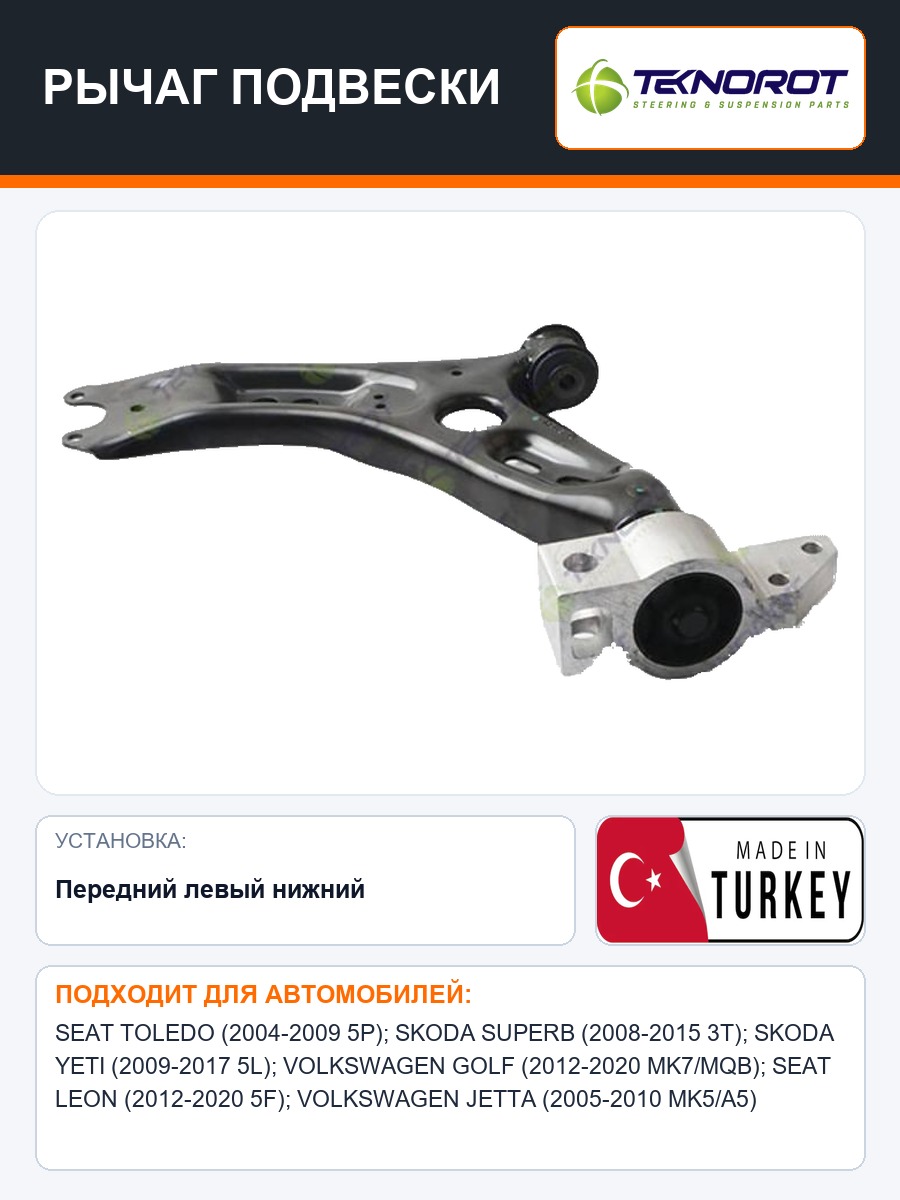 РЫЧАГ ПОДВЕСКИ
TEKNOROT
STEERING & SUSPENSION PARTS
УСТАНОВКА:
Передний левый нижний
MADE IN
TURKEY
ПОДХОДИТ ДЛЯ АВТОМОБИЛЕЙ:
SEAT TOLEDO (2004-2009 5P); SKODA SUPERB (2008-2015 3T); SKODA
YETI (2009-2017 5L); VOLKSWAGEN GOLF (2012-2020 MK7/MQB); SEAT
LEON (2012-2020 5F); VOLKSWAGEN JETTA (2005-2010 MK5/A5)